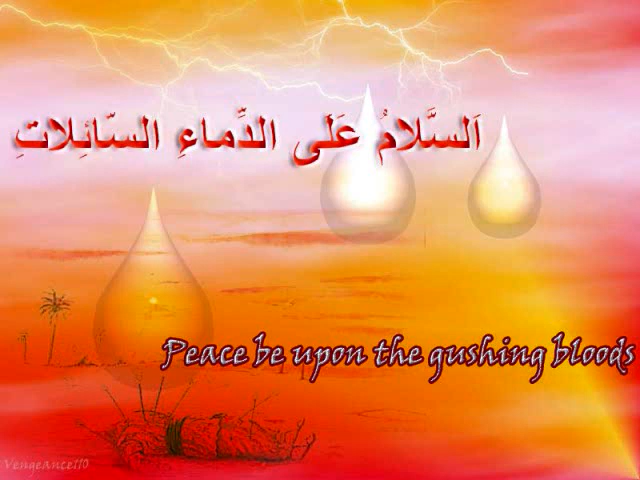 اَلسَّلامُ عَلَى الدِّماءِ السّائِلاتِ
Peace be upon the gushing bloods
Vengeance110